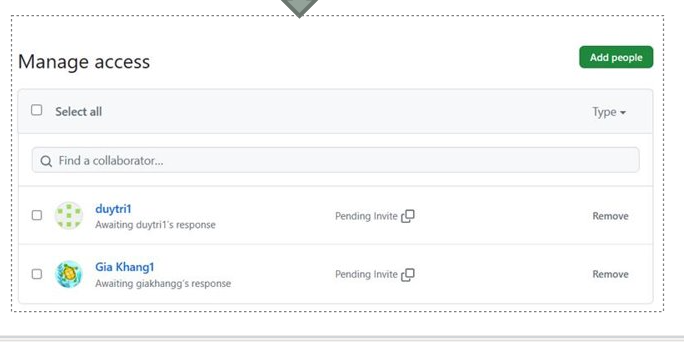 Manage access
Add people
Select all
Type
Find a collaborator...
duytri1
Awaiting duytri1's response
Pending Invite
Remove
Gia Khang1
Awaiting giakhangg's response
Pending Invite
Remove